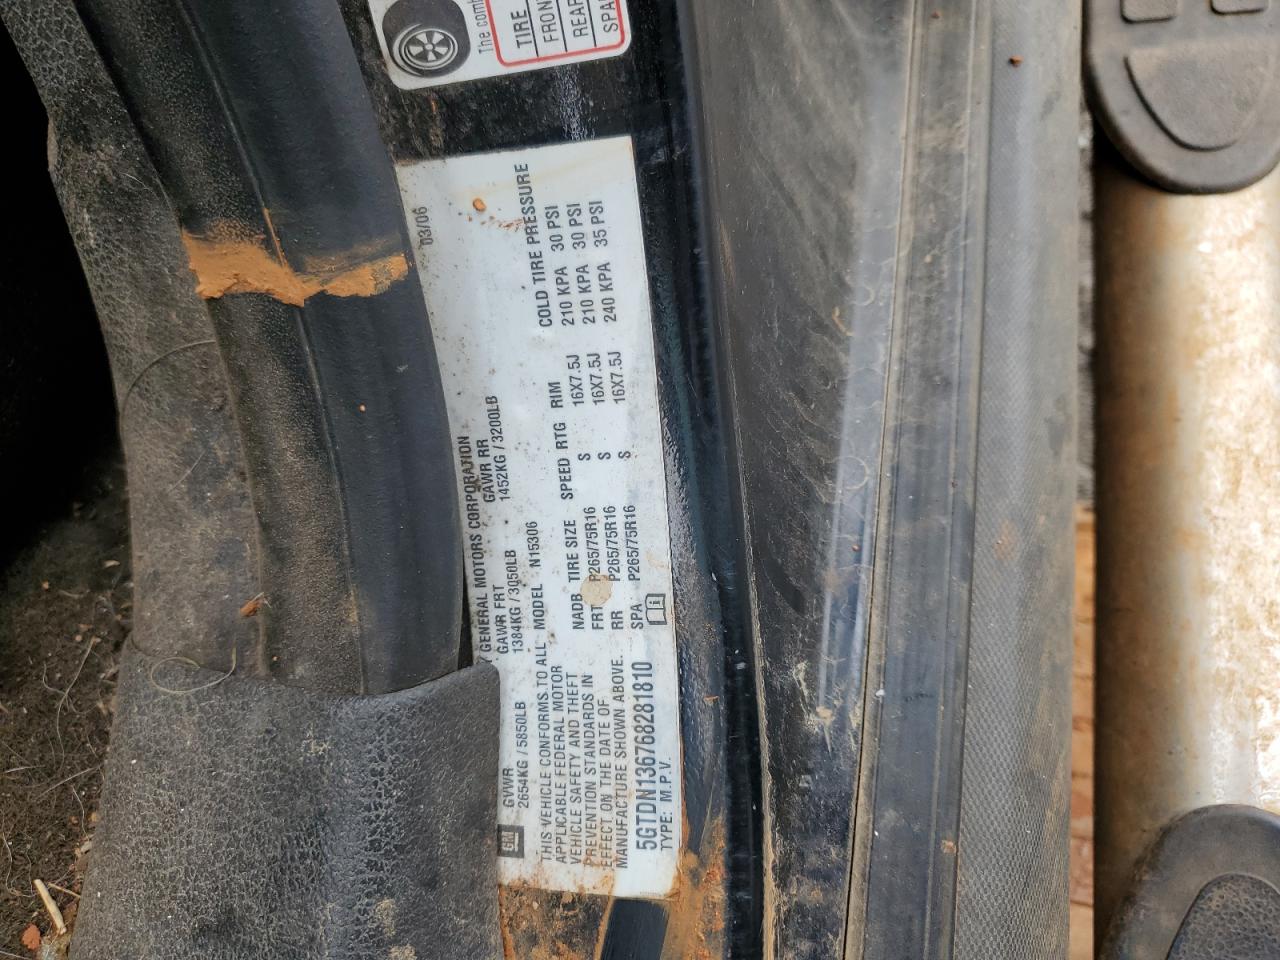 The comb
TIRE
FRON
REAR
SPA
03/06
GM
GENERAL MOTORS CORPORATION
GVWR GAWR FRT GAWR RR
2654KG / 5850LB 1384KG / 3050LB 1452KG / 3200LB
THIS VEHICLE CONFORMS TO ALL
APPLICABLE FEDERAL MOTOR
VEHICLE SAFETY AND THEFT
PREVENTION STANDARDS IN
EFFECT ON THE DATE OF
MANUFACTURE SHOWN ABOVE.
5GTDN136768281810
TYPE: M.P.V.
MODEL N15306
NADB TIRE SIZE SPEED RTG RIM COLD TIRE PRESSURE
FRT P265/75R16 S 16X7.5J 210 KPA 30 PSI
RR P265/75R16 S 16X7.5J 210 KPA 30 PSI
SPA P265/75R16 S 16X7.5J 240 KPA 35 PSI